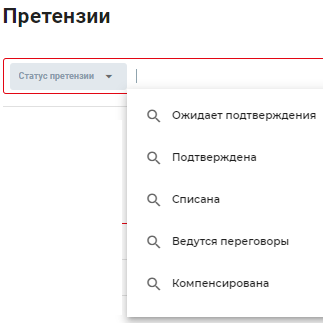 Претензии
Статус претензии
Ожидает подтверждения
Подтверждена
Списана
Ведутся переговоры
Компенсирована